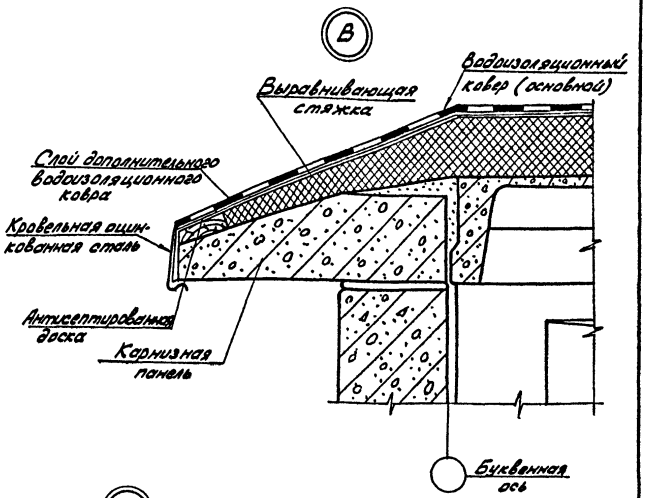 В
Водоизоляционный
ковер (основной)
Выравнивающая
стяжка
Слой дополнительного
водоизоляционного
ковра
Кровельная оцин-
кованная сталь
Антисептированная
доска
Карнизная
панель
Буквенная
ось